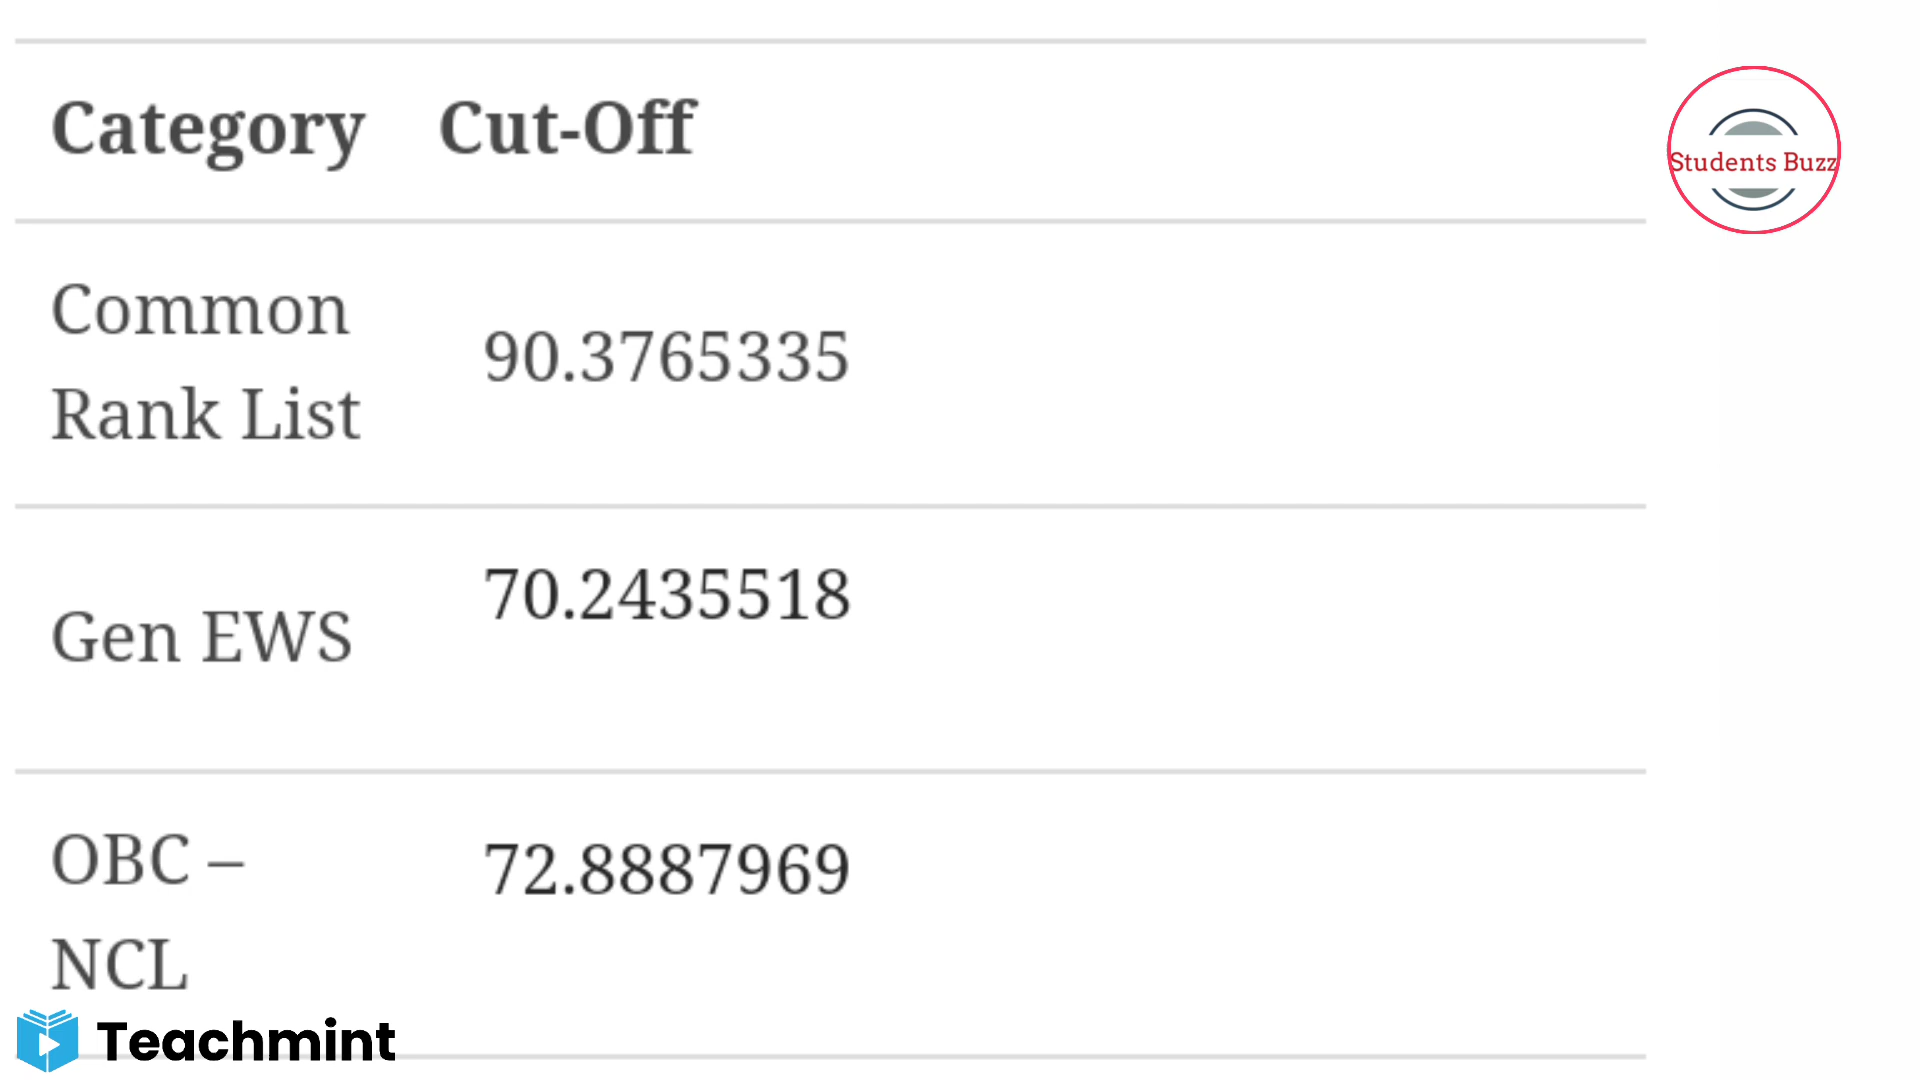 Category Cut-Off
Students Buzz
Common
Rank List
90.3765335
Gen EWS
70.2435518
OBC –
NCL
72.8887969
Teachmint